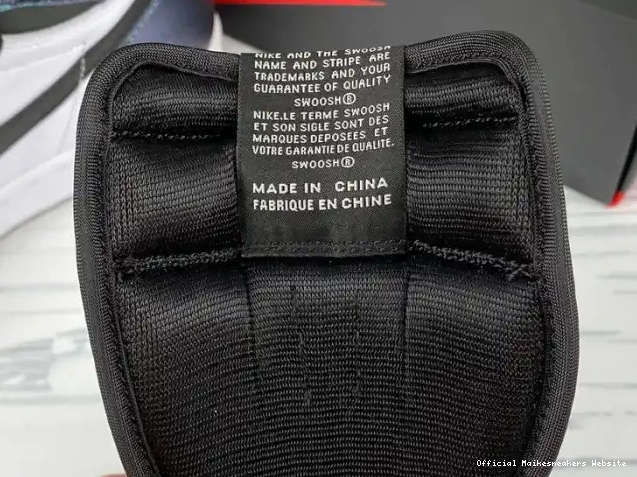 NIKE AND THE SWOOSH
NAME AND STRIPE ARE
TRADEMARKS AND YOUR
GUARANTEE OF QUALITY
SWOOSH®
NIKE.LE TERME SWOOSH
ET SON SIGLE SONT DES
MARQUES DEPOSEES ET
VOTRE GARANTIE DE QUALITE.
SWOOSH®
MADE IN CHINA
FABRIQUE EN CHINE
Official Maikesneakers Website